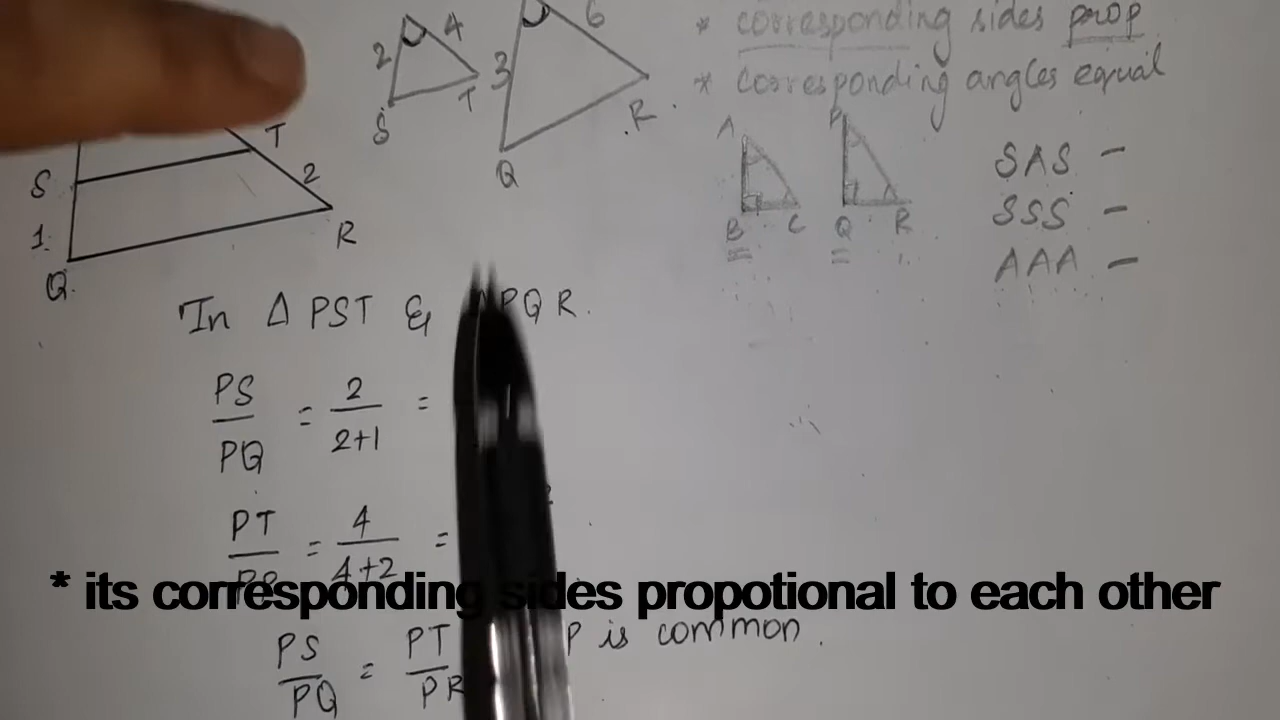 2 4
6
* corresponding sides prop
* corresponding angles equal
3
S T
R
Q
T
S
2
1
R
Q
A P
B C Q R
SAS -
SSS -
AAA -
In Δ PST & PQR.
PS/PQ = 2/2+1 =
PT = 4/4+2 =
* its corresponding sides propotional to each other
PS/PQ = PT/PR P is common.